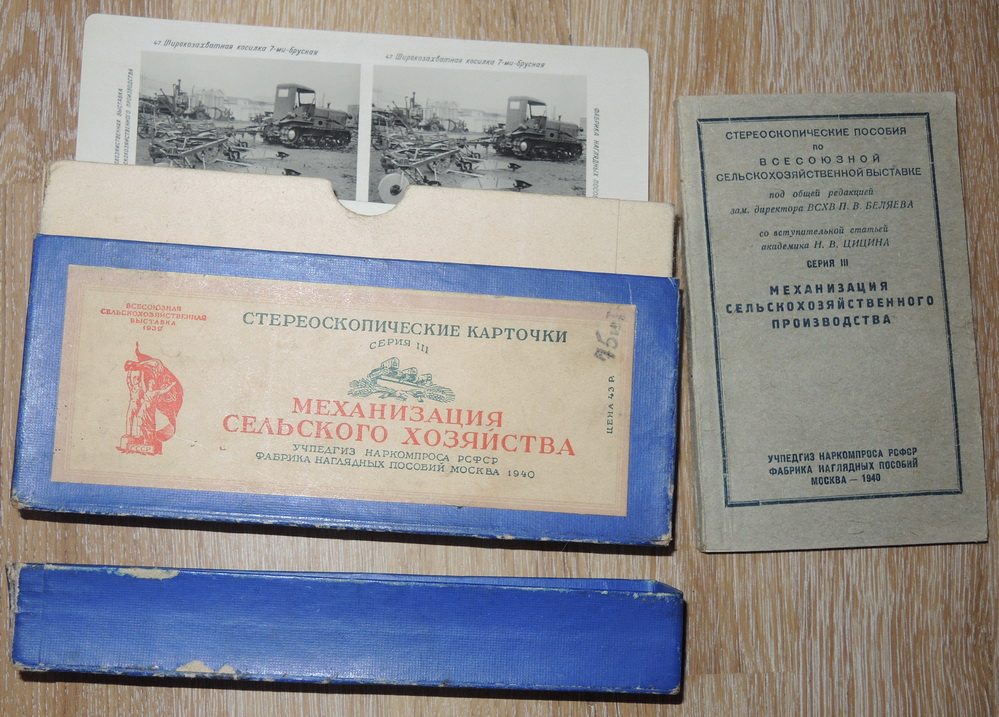 47. Широкозахватная косилка 7-ми-брусная
47. Широкозахватная косилка 7-ми-брусная
ВСЕСОЮЗНАЯ
СЕЛЬСКОХОЗЯЙСТВЕННАЯ
ВЫСТАВКА
СТЕРЕОСКОПИЧЕСКИЕ КАРТОЧКИ
СЕРИЯ III
75 шт
МЕХАНИЗАЦИЯ
СЕЛЬСКОГО ХОЗЯЙСТВА
УЧПЕДГИЗ НАРКОМПРОСА РСФСР
ФАБРИКА НАГЛЯДНЫХ ПОСОБИЙ МОСКВА 1940
ЦЕНА 43 Р.
СССР
СТЕРЕОСКОПИЧЕСКИЕ ПОСОБИЯ
по
ВСЕСОЮЗНОЙ
СЕЛЬСКОХОЗЯЙСТВЕННОЙ ВЫСТАВКЕ
под общей редакцией
зам. директора ВСХВ П. В. БЕЛЯЕВА
со вступительной статьей
академика Н. В. ЦИЦИНА
СЕРИЯ III
МЕХАНИЗАЦИЯ
СЕЛЬСКОХОЗЯЙСТВЕННОГО
ПРОИЗВОДСТВА
УЧПЕДГИЗ НАРКОМПРОСА РСФСР
ФАБРИКА НАГЛЯДНЫХ ПОСОБИЙ
МОСКВА — 1940